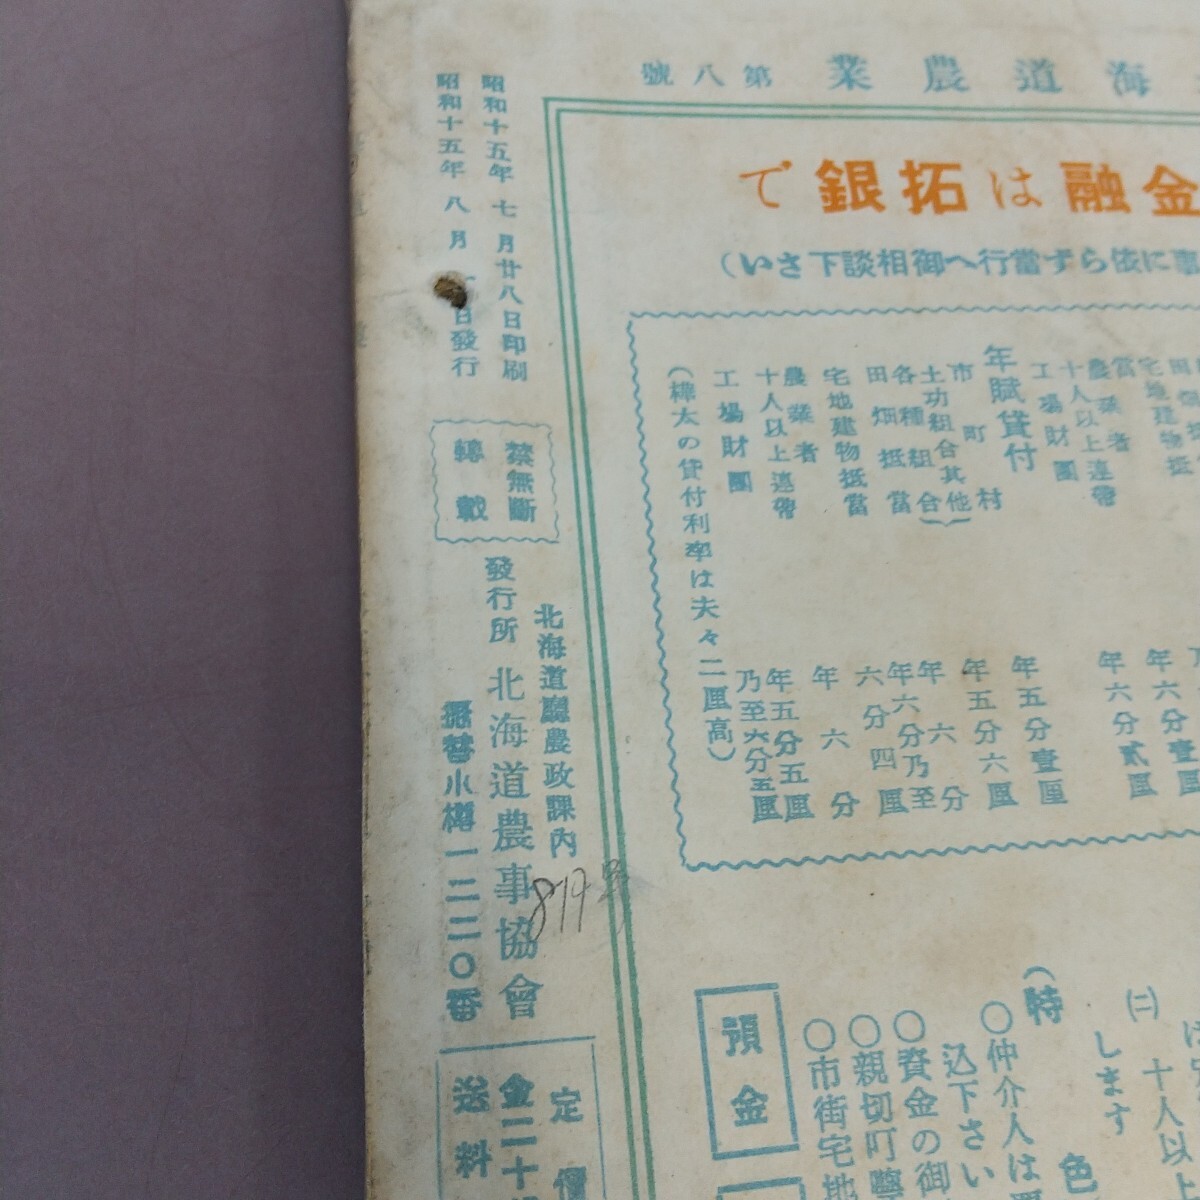 海道農業　第八號
金融は拓銀で
事に依らず當行へ御相談下さい)
工場財團
十人以上連帶
農業者
年賦貸付
市町村
土功組合其他
各種組合
田畑抵當
宅地建物抵當
農業者
十人以上連帶
工場財團
(樺太の貸付利率は夫々二厘高)
年六分壹厘
年六分貳厘
年五分壹厘
年五分六厘
年六分
年六分乃至
六分四厘
年六分
年五分五厘
乃至六分五厘
(二)十人以上
します
(特色
○仲介人は
込下さい
○資金の御
○親切叮嚀
○市街宅地
預金
昭和十五年七月廿八日印刷
昭和十五年八月一日發行
禁無斷
轉載
北海道廳農政課內
發行所 北海道農事協會
振替小樽一二二〇番
8719
定價
金二十
送料